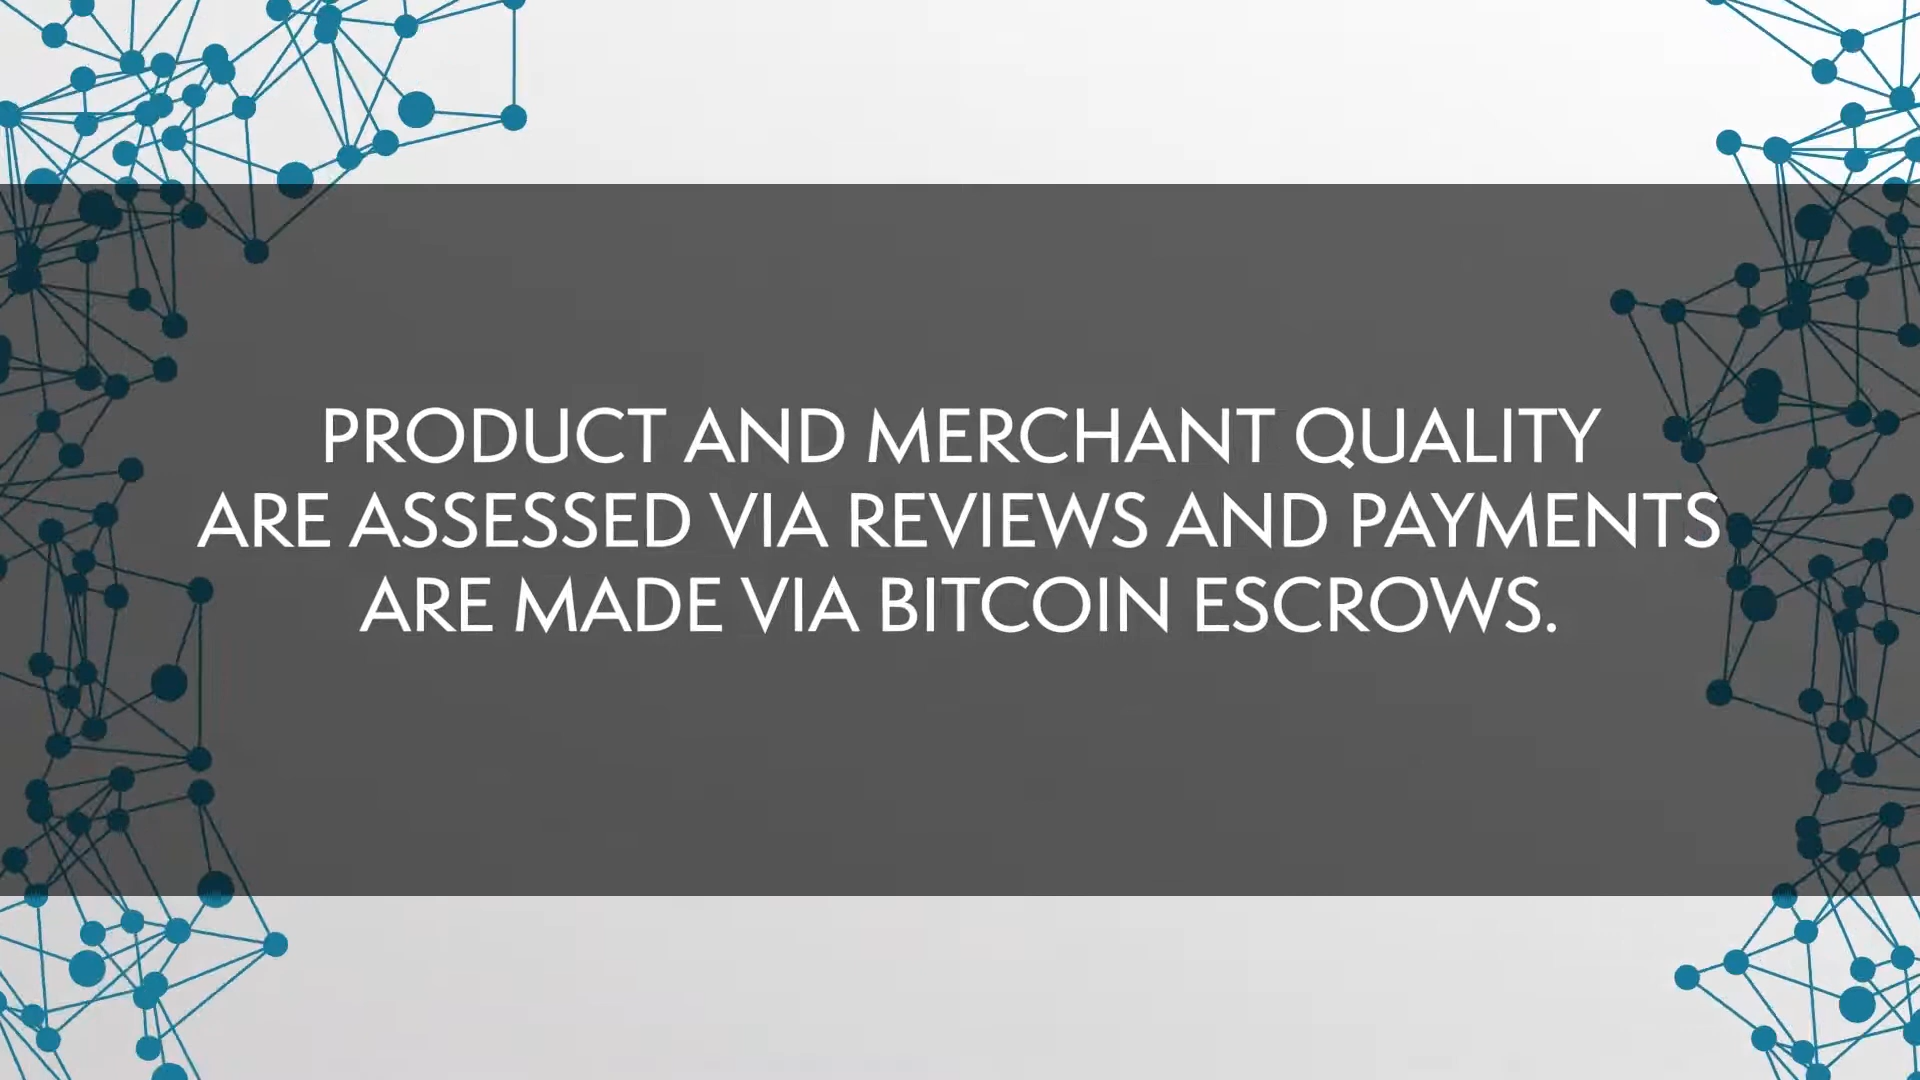 PRODUCT AND MERCHANT QUALITY
ARE ASSESSED VIA REVIEWS AND PAYMENTS
ARE MADE VIA BITCOIN ESCROWS.